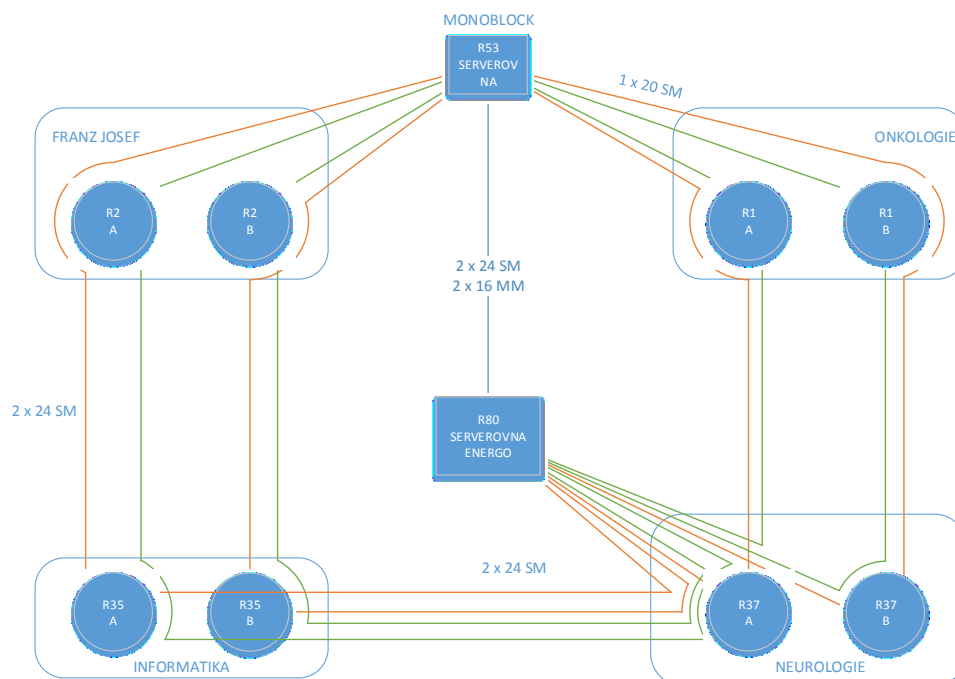 MONOBLOCK
R53
SERVEROV
NA
1 x 20 SM
FRANZ JOSEF
ONKOLOGIE
R2
A
R2
B
R1
A
R1
B
2 x 24 SM
2 x 16 MM
2 x 24 SM
R80
SERVEROVNA
ENERGO
2 x 24 SM
R35
A
R35
B
R37
A
R37
B
INFORMATIKA
NEUROLOGIE